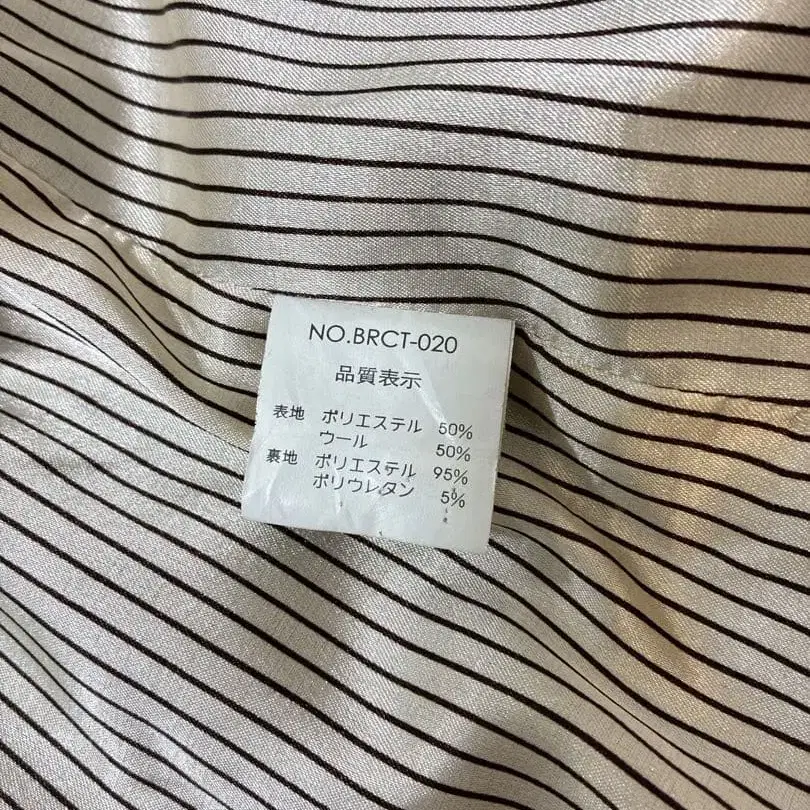 NO.BRCT-020
品質表示
表地 ポリエステル 50%
ウール 50%
裏地 ポリエステル 95%
ポリウレタン 5%